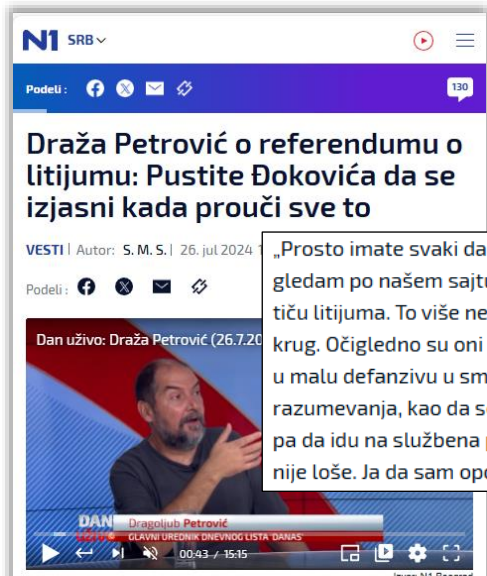 N1 SRB
Podeli:
130
Draža Petrović o referendumu o
litijumu: Pustite Đokovića da se
izjasni kada prouči sve to
VESTI | Autor: S. M. S. | 26. jul 2024
Podeli:
„Prosto imate svaki da
gledam po našem sajtu
tiču litijuma. To više ne
krug. Očigledno su oni
u malu defanzivu u sm
razumevanja, kao da s
pa da idu na službena
nije loše. Ja da sam opo
Dan uživo: Draža Petrović (26.7.20
DAN
UŽIVO
Dragoljub Petrović
GLAVNI UREDNIK DNEVNOG LISTA DANAS
00:43 / 15:15